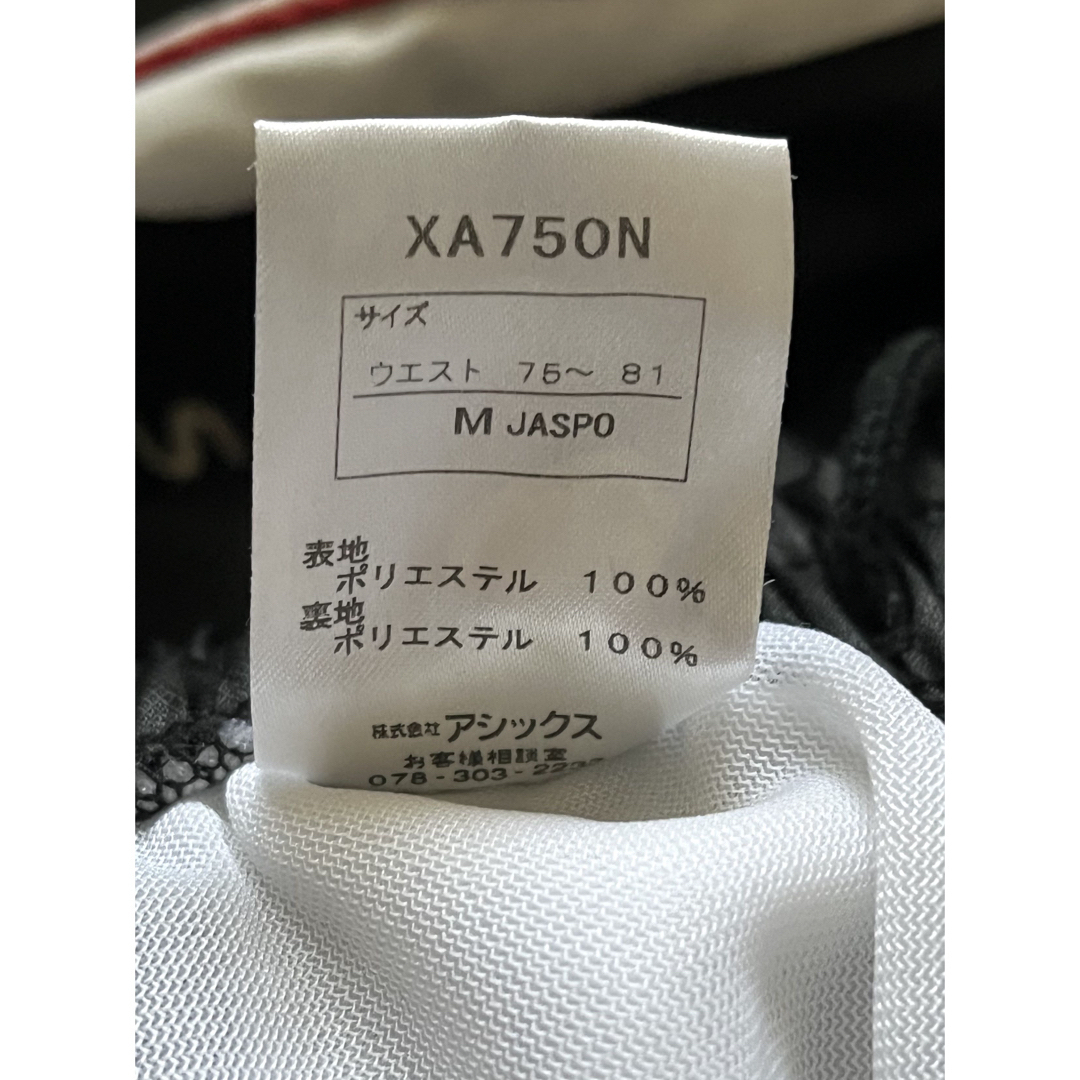 XA750N
サイズ
ウエスト 75～ 81
M JASPO
表地
ポリエステル 100%
裏地
ポリエステル 100%
株式会社アシックス
お客様相談室